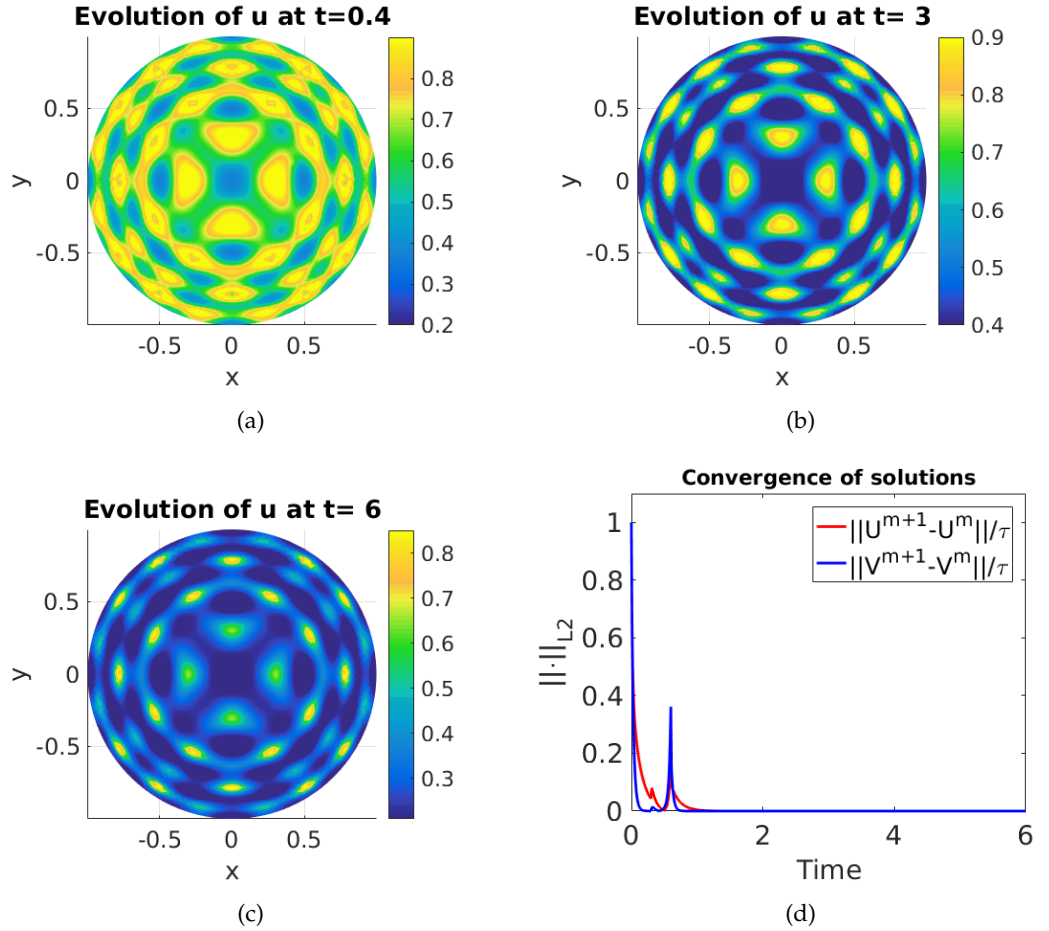 Evolution of u at t=0.4
y
0.5
0
-0.5
-0.5 0 0.5
x
0.8
0.7
0.6
0.5
0.4
0.3
0.2
(a)
Evolution of u at t= 3
y
0.5
0
-0.5
-0.5 0 0.5
x
0.9
0.8
0.7
0.6
0.5
0.4
(b)
Evolution of u at t= 6
y
0.5
0
-0.5
-0.5 0 0.5
x
0.8
0.7
0.6
0.5
0.4
0.3
(c)
Convergence of solutions
||·||L2
1
0.8
0.6
0.4
0.2
0
0 2 4 6
Time
||U^{m+1}-U^m||/τ
||V^{m+1}-V^m||/τ
(d)